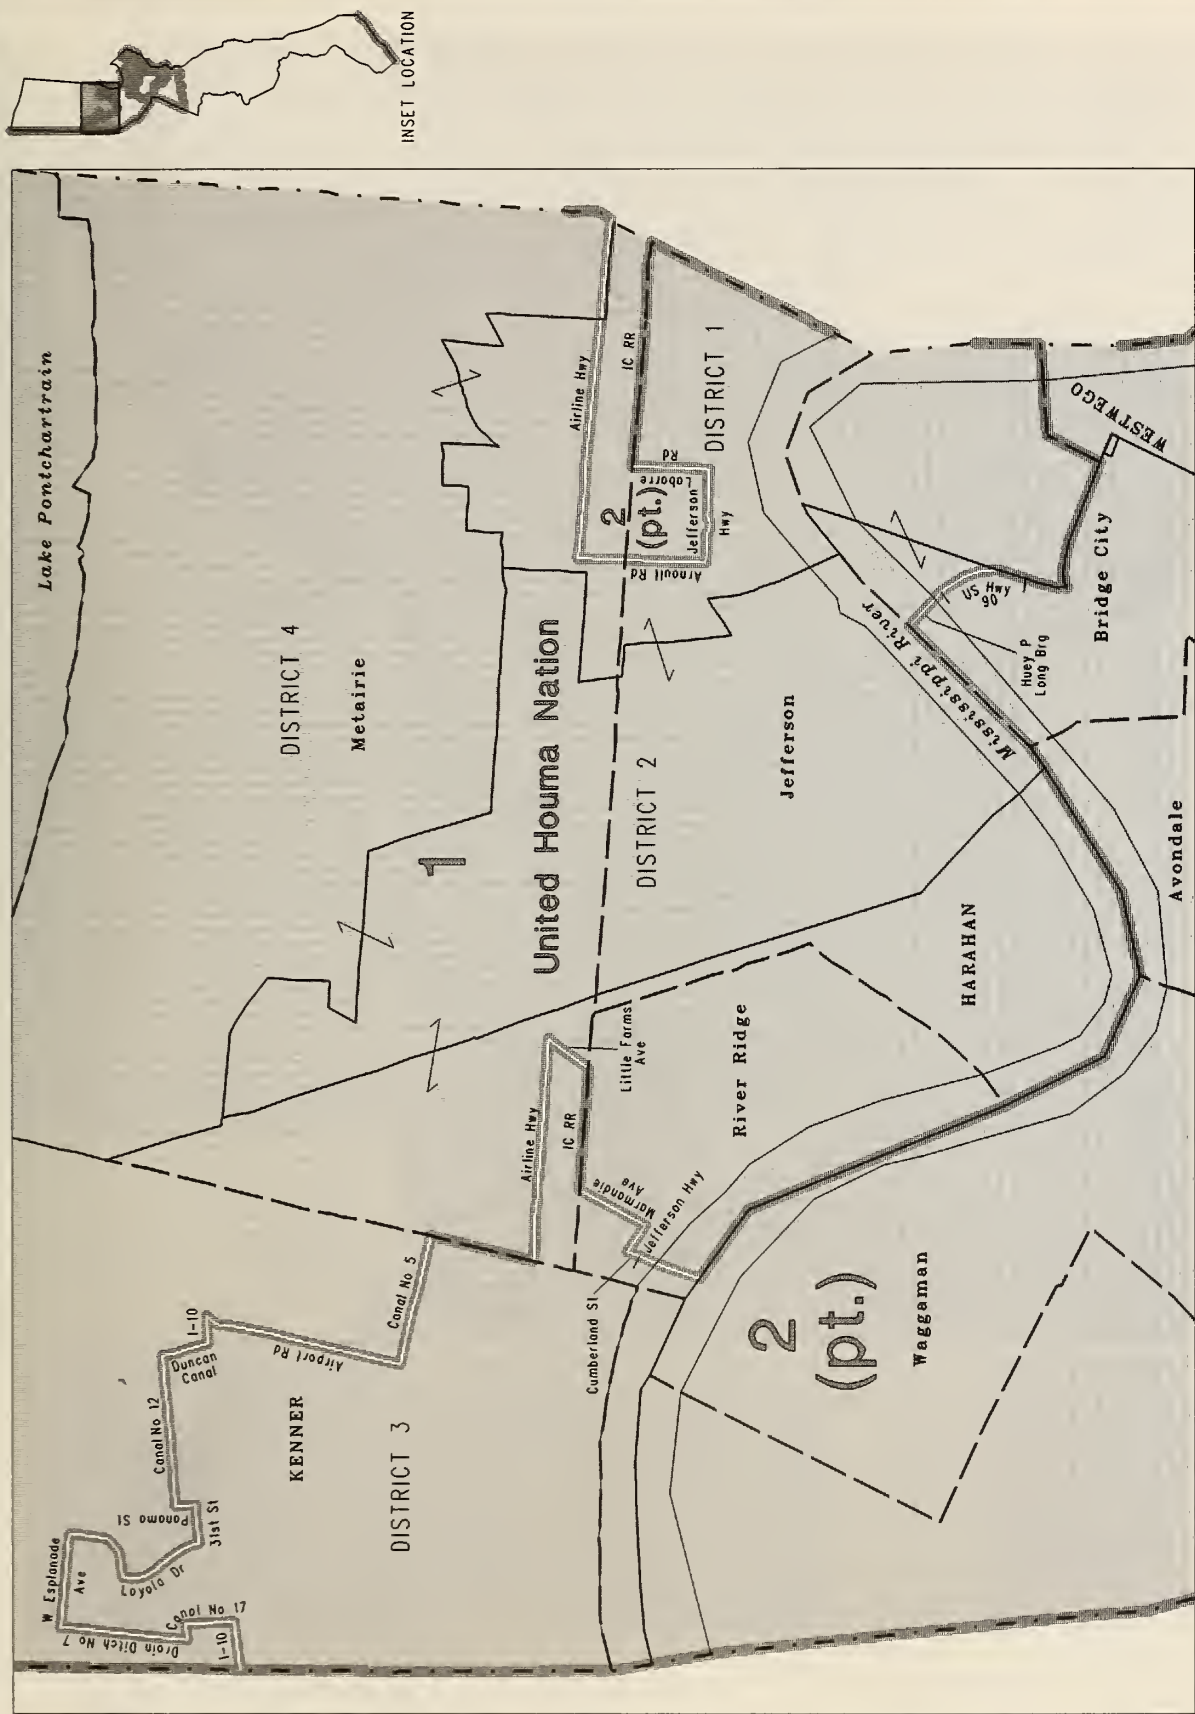 INSET LOCATION
Lake Pontchartrain
DISTRICT 4
Metairie
1
United Houma Nation
Airline Hwy
IC RR
DISTRICT 1
2
(pt.)
Labarre
Rd
Jefferson
Hwy
Arnoult Rd
DISTRICT 2
Jefferson
Mississippi River
US Hwy
90
Huey P
Long Brg
Bridge City
WESTWEGO
Avondale
HARAHAN
River Ridge
Little Farms
Ave
Airline Hwy
IC RR
Marmandie
Ave
Jefferson Hwy
Cumberland St
Canal No 5
Airport Rd
I-10
Duncan
Canal
Canal No 12
Panama St
31st St
Loyola Dr
W Esplanade
Ave
Drain Ditch No 7
Canal No 17
I-10
KENNER
DISTRICT 3
2
(pt.)
Waggaman